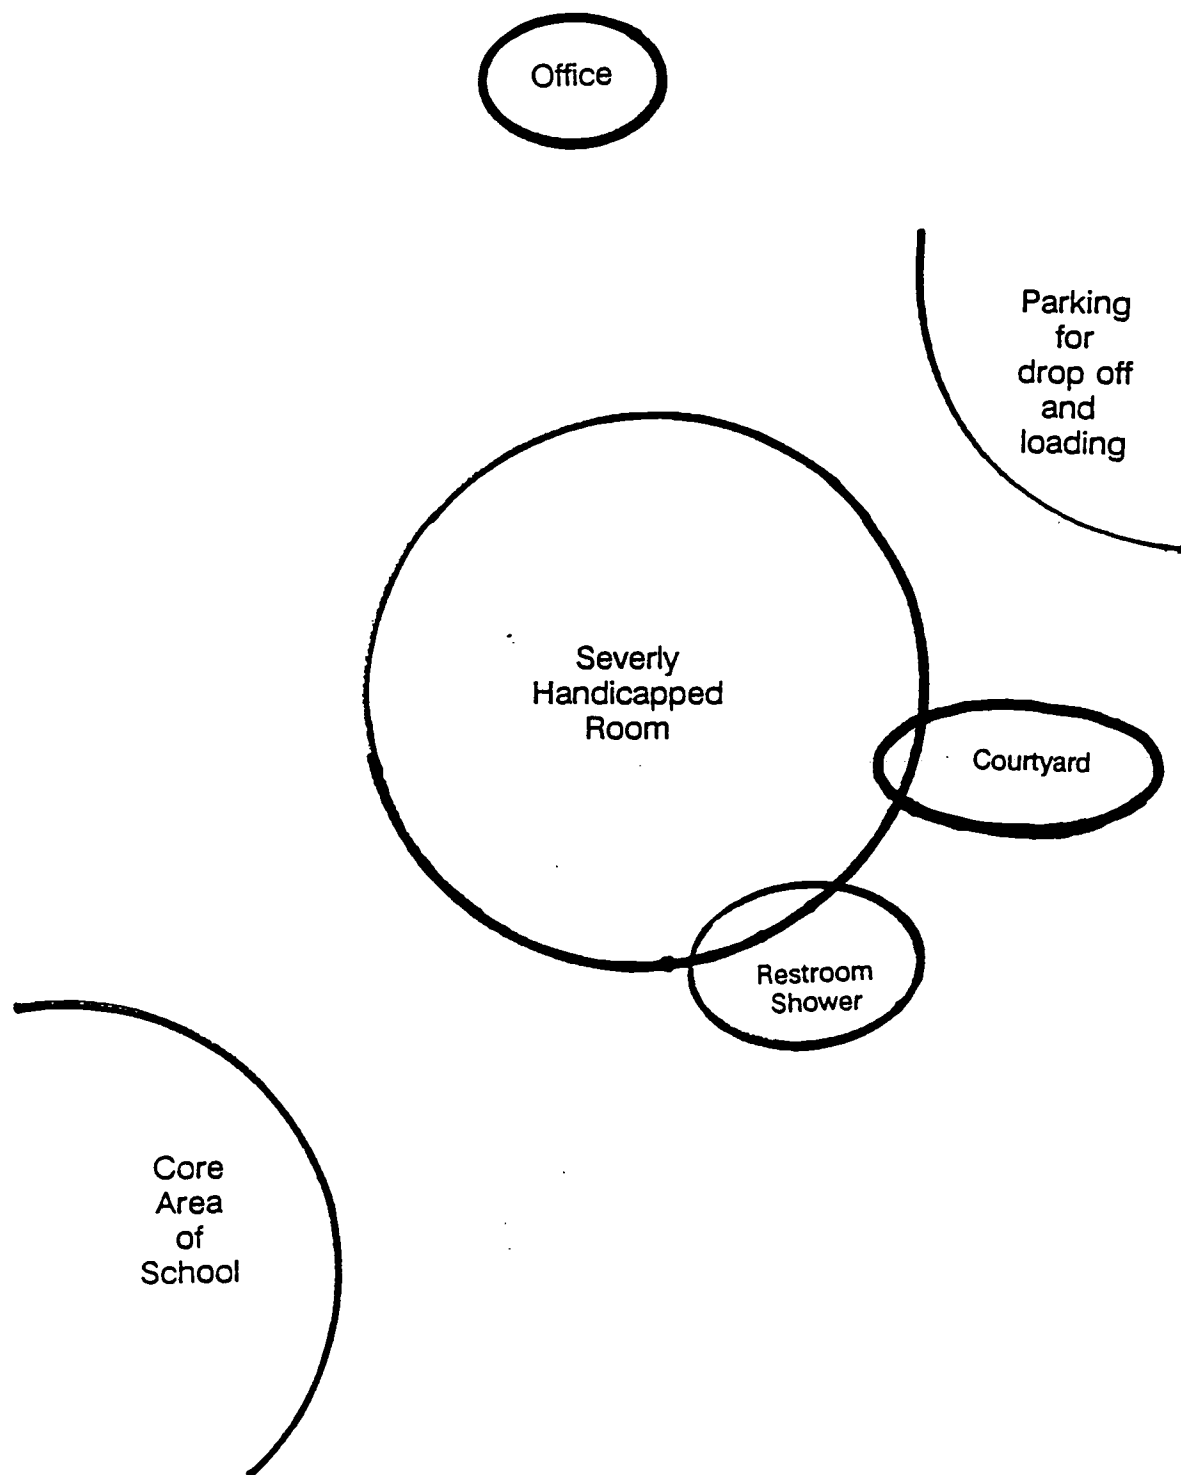 Office
Parking
for
drop off
and
loading
Severly
Handicapped
Room
Courtyard
Restroom
Shower
Core
Area
of
School